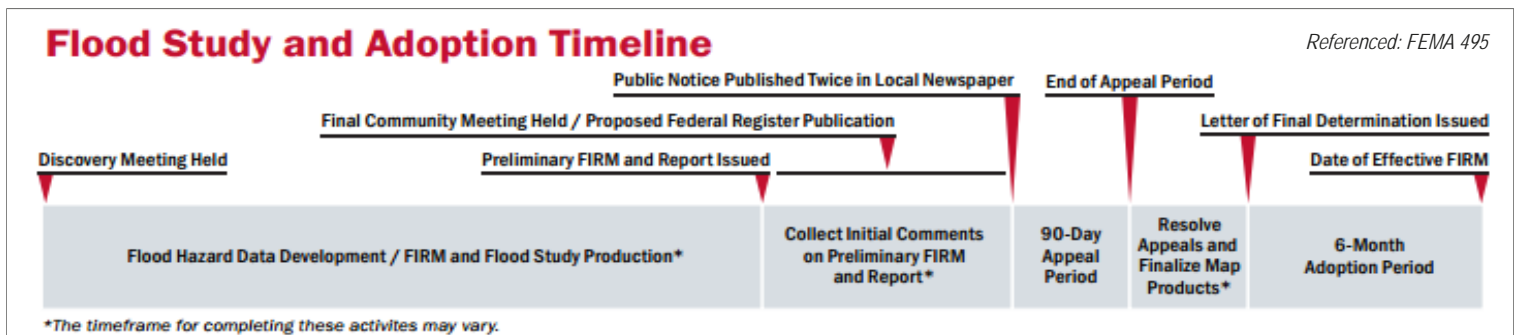 Flood Study and Adoption Timeline
Referenced: FEMA 495
Public Notice Published Twice in Local Newspaper
End of Appeal Period
Final Community Meeting Held / Proposed Federal Register Publication
Letter of Final Determination Issued
Discovery Meeting Held
Preliminary FIRM and Report Issued
Date of Effective FIRM
Flood Hazard Data Development / FIRM and Flood Study Production*
Collect Initial Comments
on Preliminary FIRM
and Report*
90-Day
Appeal
Period
Resolve
Appeals and
Finalize Map
Products*
6-Month
Adoption Period
*The timeframe for completing these activites may vary.